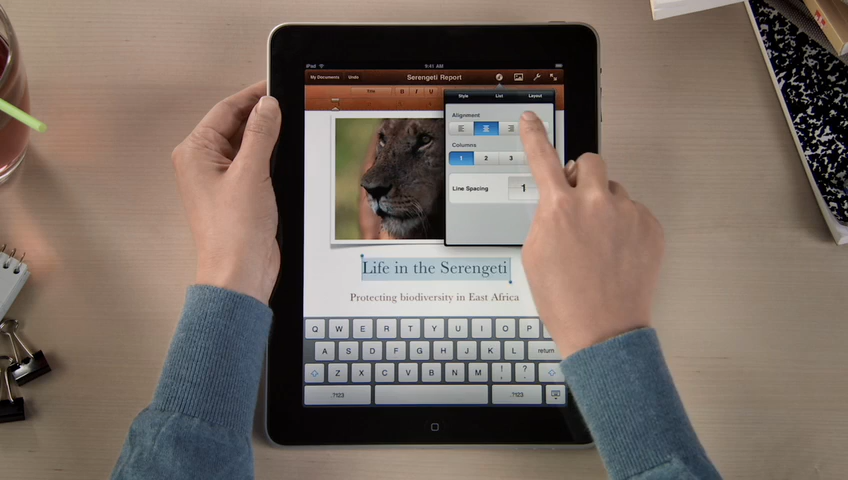 iPad 9:41 AM
My Documents Undo Serengeti Report
Title B I U
Style List Layout
Alignment
Columns
1 2 3
Line Spacing 1
Life in the Serengeti
Protecting biodiversity in East Africa
Q W E R T Y U I O P
A S D F G H J K L return
Z X C V B N M ! , ? .
.?123 .?123